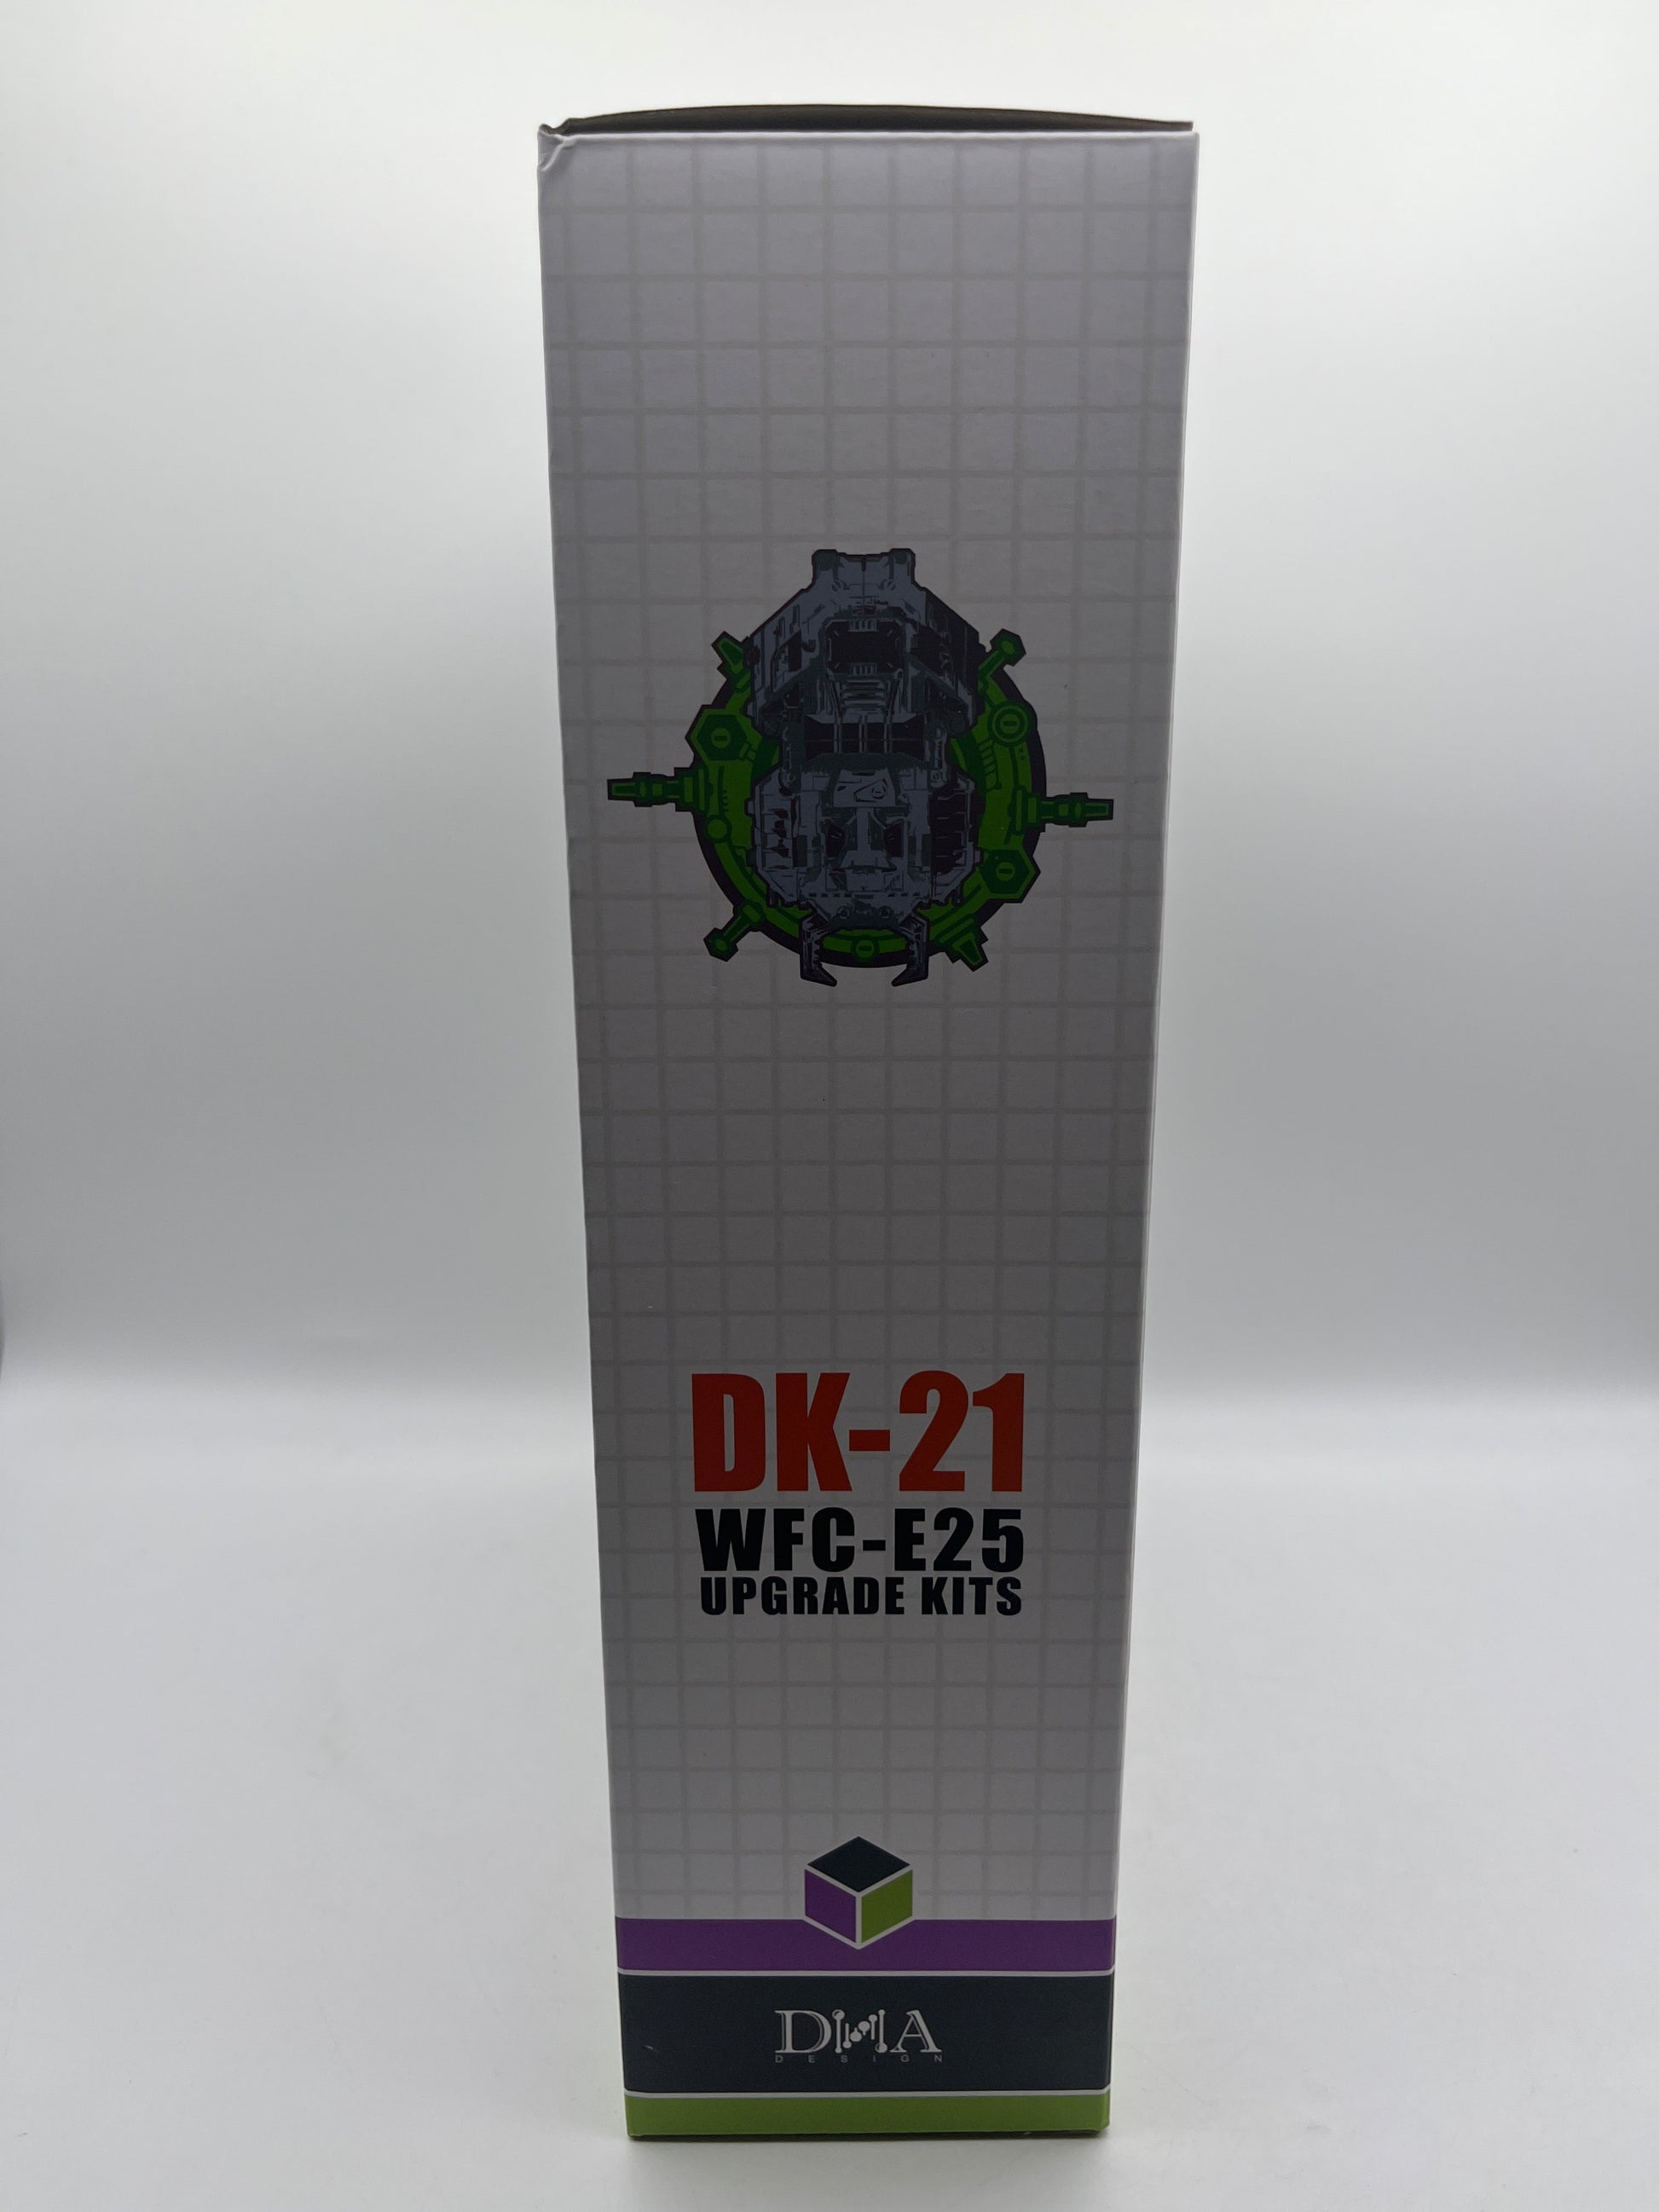 DK-21
WFC-E25
UPGRADE KITS
DNA
DESIGN